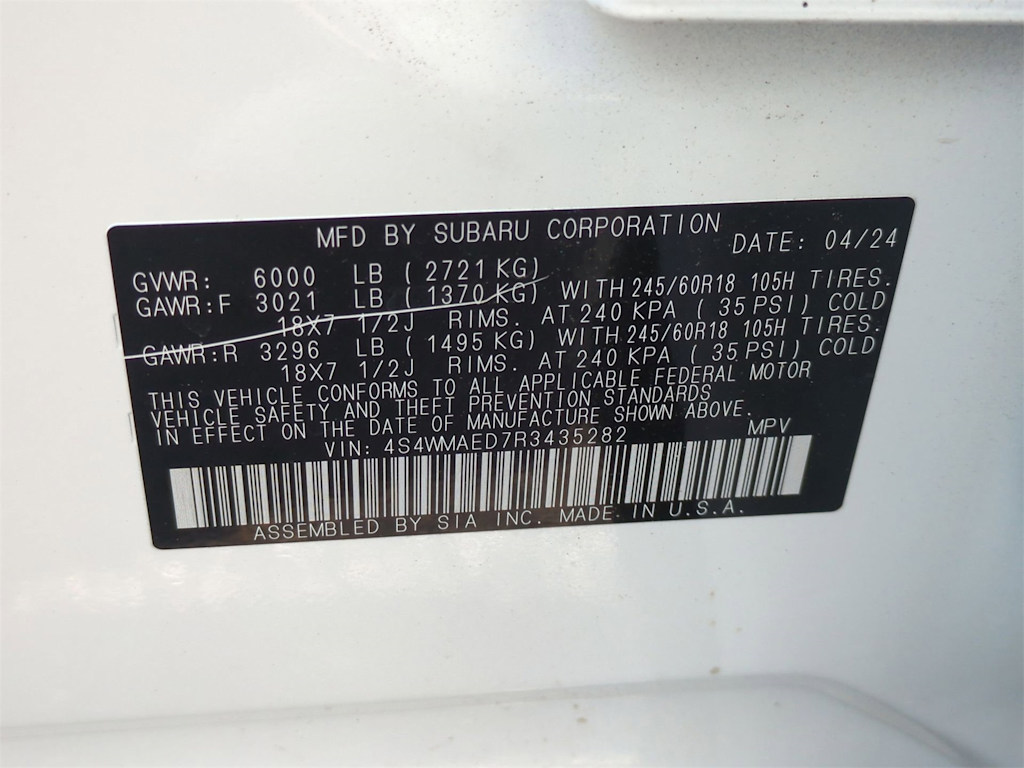 MFD BY SUBARU CORPORATION DATE: 04/24
GVWR: 6000 LB ( 2721 KG)
GAWR:F 3021 LB ( 1370 KG) WITH 245/60R18 105H TIRES.
18X7 1/2J RIMS. AT 240 KPA ( 35 PSI) COLD
GAWR:R 3296 LB ( 1495 KG) WITH 245/60R18 105H TIRES.
18X7 1/2J RIMS. AT 240 KPA ( 35 PSI) COLD
THIS VEHICLE CONFORMS TO ALL APPLICABLE FEDERAL MOTOR
VEHICLE SAFETY AND THEFT PREVENTION STANDARDS
IN EFFECT ON THE DATE OF MANUFACTURE SHOWN ABOVE.
VIN: 4S4WMAED7R3435282 MPV
ASSEMBLED BY SIA INC. MADE IN U.S.A.